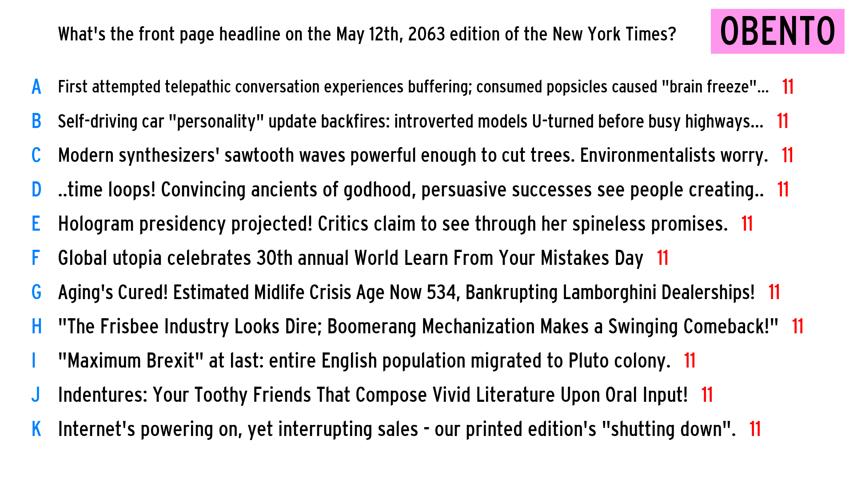 What's the front page headline on the May 12th, 2063 edition of the New York Times?
OBENTO
A First attempted telepathic conversation experiences buffering; consumed popsicles caused "brain freeze"... 11
B Self-driving car "personality" update backfires: introverted models U-turned before busy highways... 11
C Modern synthesizers' sawtooth waves powerful enough to cut trees. Environmentalists worry. 11
D ..time loops! Convincing ancients of godhood, persuasive successes see people creating.. 11
E Hologram presidency projected! Critics claim to see through her spineless promises. 11
F Global utopia celebrates 30th annual World Learn From Your Mistakes Day 11
G Aging's Cured! Estimated Midlife Crisis Age Now 534, Bankrupting Lamborghini Dealerships! 11
H "The Frisbee Industry Looks Dire; Boomerang Mechanization Makes a Swinging Comeback!" 11
I "Maximum Brexit" at last: entire English population migrated to Pluto colony. 11
J Indentures: Your Toothy Friends That Compose Vivid Literature Upon Oral Input! 11
K Internet's powering on, yet interrupting sales - our printed edition's "shutting down". 11